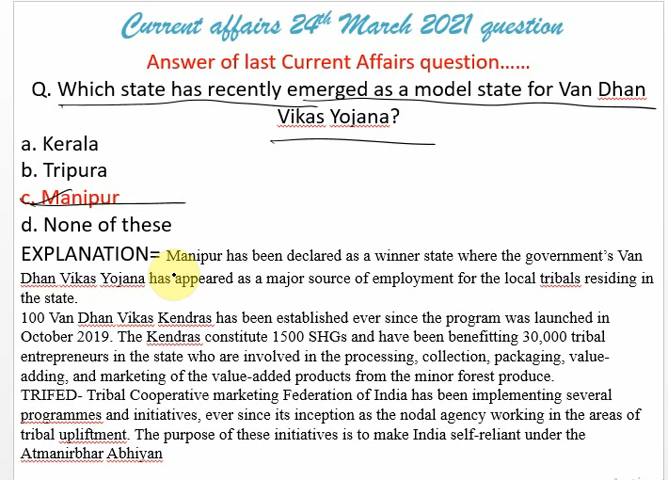 Current affairs 24th March 2021 question
Answer of last Current Affairs question......
Q. Which state has recently emerged as a model state for Van Dhan
Vikas Yojana?
a. Kerala
b. Tripura
c. Manipur
d. None of these
EXPLANATION= Manipur has been declared as a winner state where the government's Van
Dhan Vikas Yojana has appeared as a major source of employment for the local tribals residing in
the state.
100 Van Dhan Vikas Kendras has been established ever since the program was launched in
October 2019. The Kendras constitute 1500 SHGs and have been benefitting 30,000 tribal
entrepreneurs in the state who are involved in the processing, collection, packaging, value-
adding, and marketing of the value-added products from the minor forest produce.
TRIFED- Tribal Cooperative marketing Federation of India has been implementing several
programmes and initiatives, ever since its inception as the nodal agency working in the areas of
tribal upliftment. The purpose of these initiatives is to make India self-reliant under the
Atmanirbhar Abhiyan